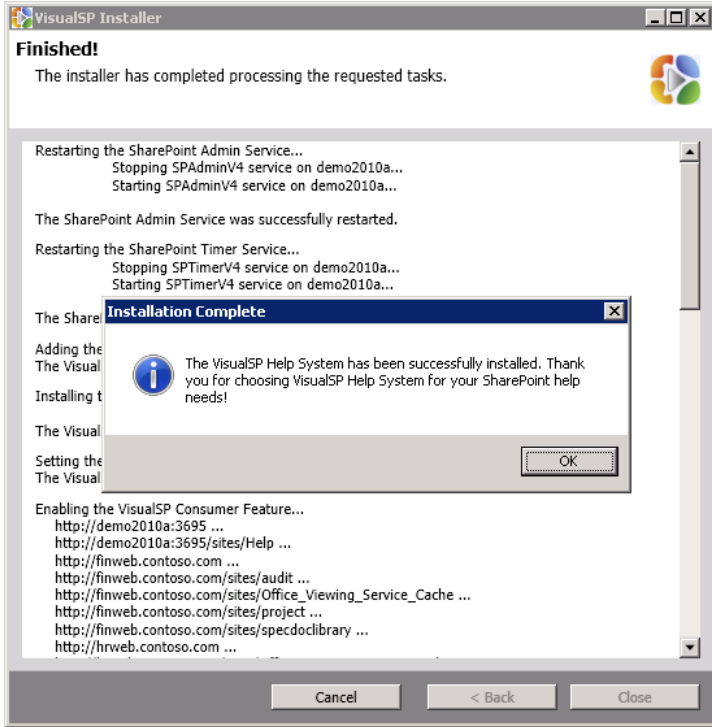 VisualSP Installer
Finished!
The installer has completed processing the requested tasks.
Restarting the SharePoint Admin Service...
Stopping SPAdminV4 service on demo2010a...
Starting SPAdminV4 service on demo2010a...
The SharePoint Admin Service was successfully restarted.
Restarting the SharePoint Timer Service...
Stopping SPTimerV4 service on demo2010a...
Starting SPTimerV4 service on demo2010a...
The Share
Installation Complete
Adding the
The Visual
The VisualSP Help System has been successfully installed. Thank
you for choosing VisualSP Help System for your SharePoint help
needs!
Installing t
The Visual
Setting the
The Visual
OK
Enabling the VisualSP Consumer Feature...
http://demo2010a:3695 ...
http://demo2010a:3695/sites/Help ...
http://finweb.contoso.com ...
http://finweb.contoso.com/sites/audit ...
http://finweb.contoso.com/sites/Office_Viewing_Service_Cache ...
http://finweb.contoso.com/sites/project ...
http://finweb.contoso.com/sites/specdoclibrary ...
http://hrweb.contoso.com ...
Cancel
< Back
Close